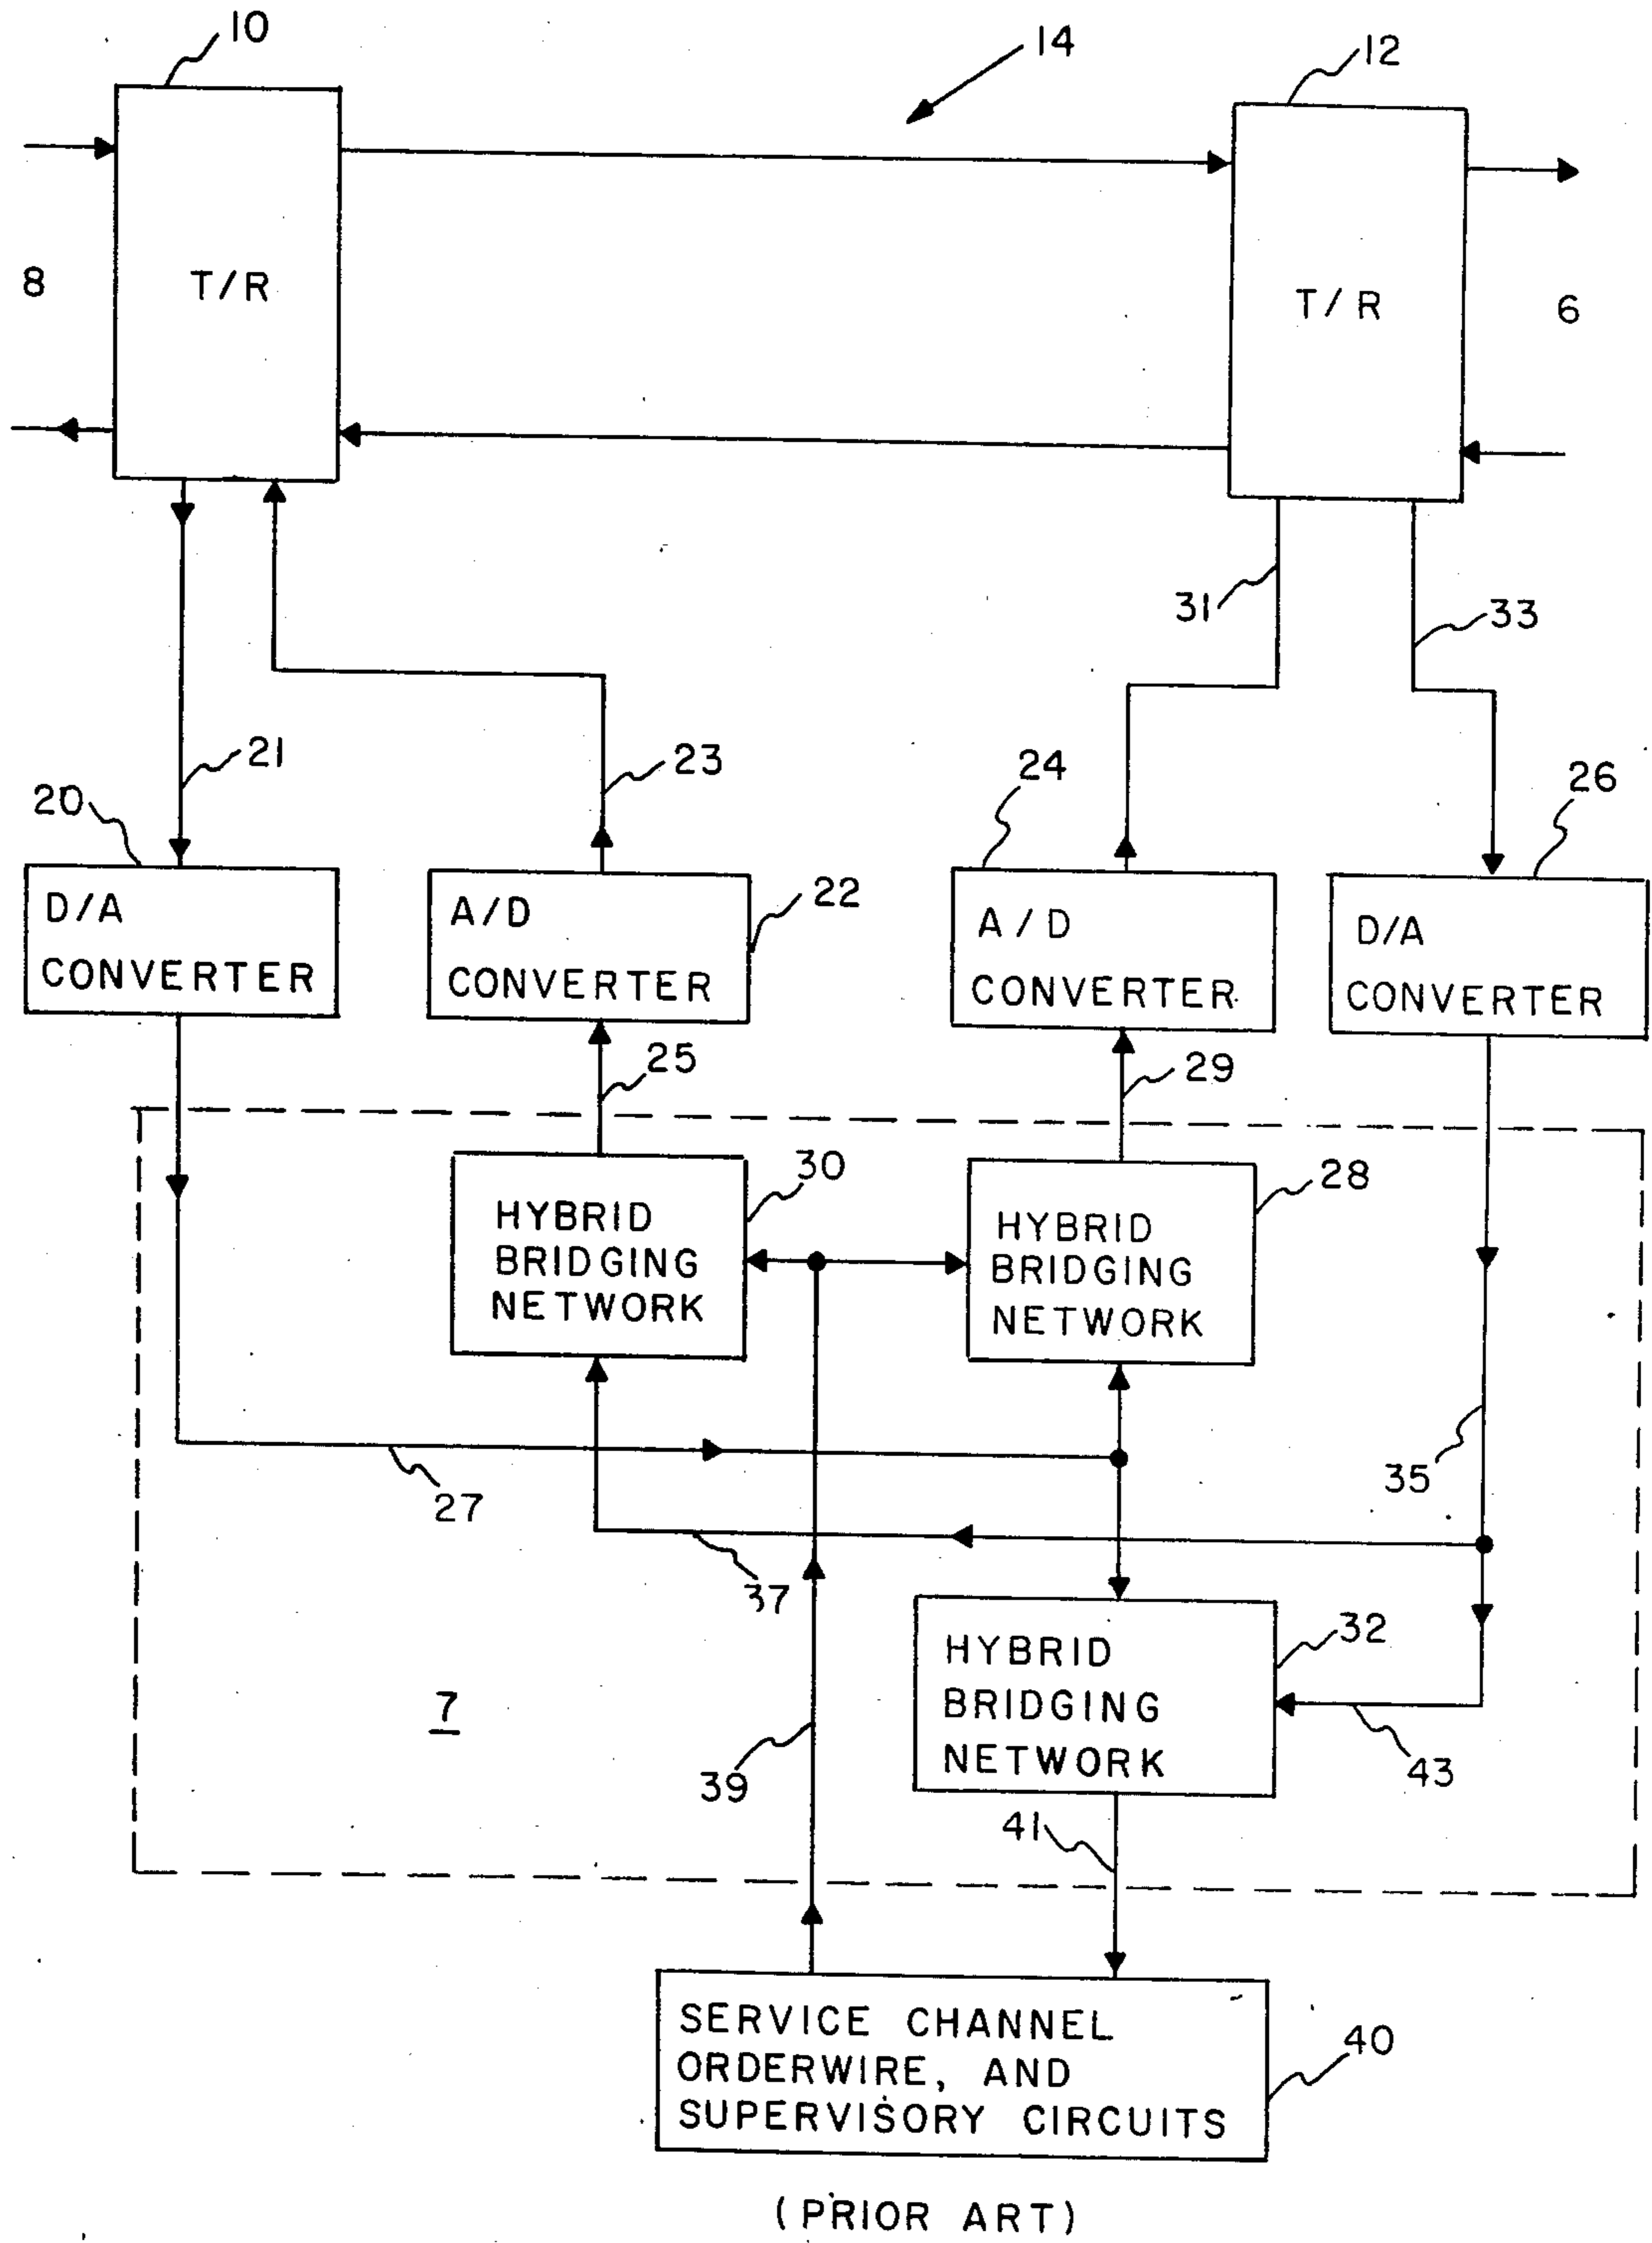 10
14
12
8
T/R
T/R
6
31
33
21
23
24
26
20
D/A
CONVERTER
A/D
CONVERTER
22
A/D
CONVERTER
D/A
CONVERTER
25
29
30
28
HYBRID
BRIDGING
NETWORK
HYBRID
BRIDGING
NETWORK
27
35
37
32
HYBRID
BRIDGING
NETWORK
7
39
43
41
SERVICE CHANNEL
ORDERWIRE, AND
SUPERVISORY CIRCUITS
40
(PRIOR ART)